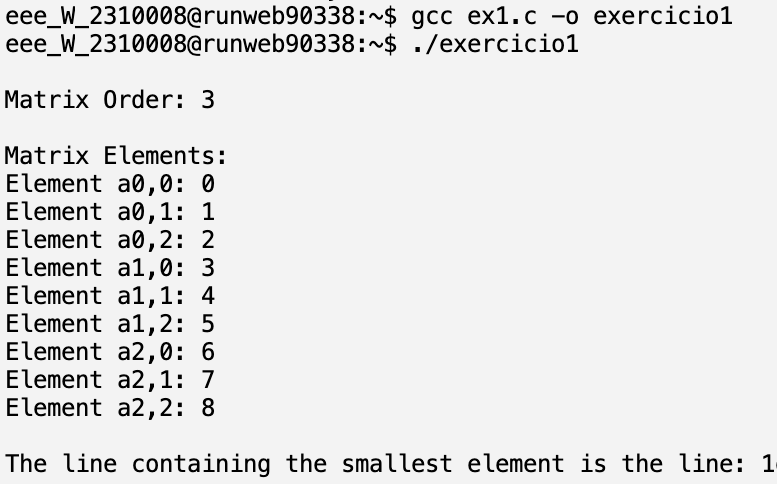 eee_W_2310008@runweb90338:~$ gcc ex1.c -o exercicio1
eee_W_2310008@runweb90338:~$ ./exercicio1
Matrix Order: 3
Matrix Elements:
Element a0,0: 0
Element a0,1: 1
Element a0,2: 2
Element a1,0: 3
Element a1,1: 4
Element a1,2: 5
Element a2,0: 6
Element a2,1: 7
Element a2,2: 8
The line containing the smallest element is the line: